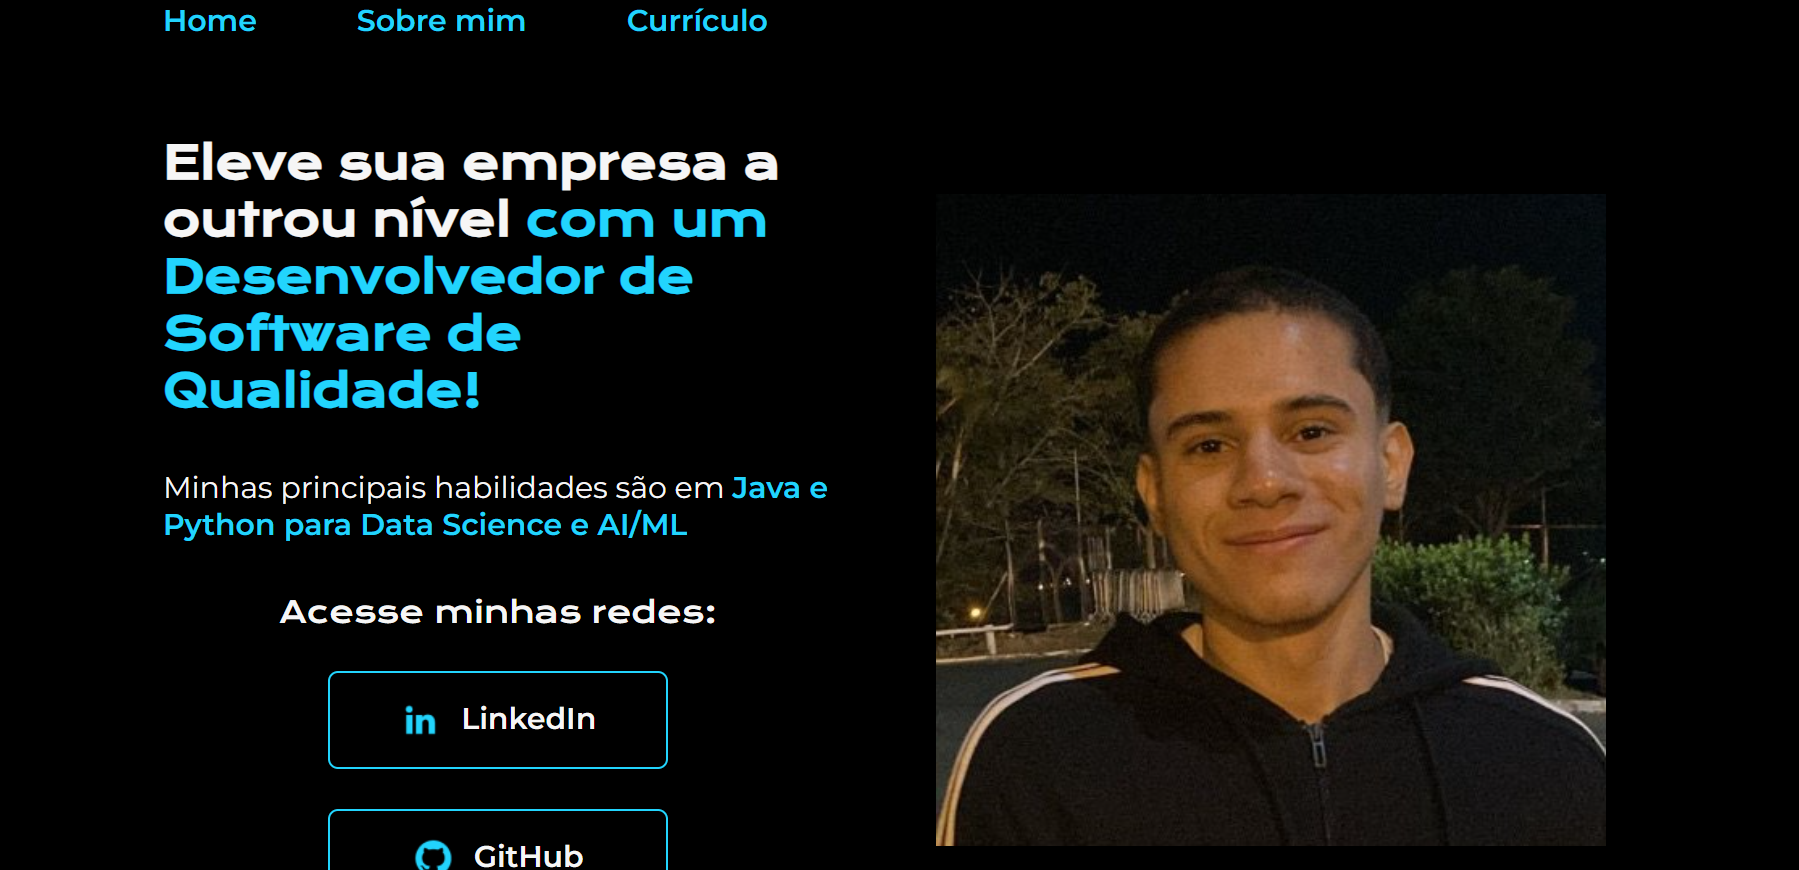 Home Sobre mim Currículo
Eleve sua empresa a
outrou nível com um
Desenvolvedor de
Software de
Qualidade!
Minhas principais habilidades são em Java e
Python para Data Science e AI/ML
Acesse minhas redes:
in LinkedIn
GitHub